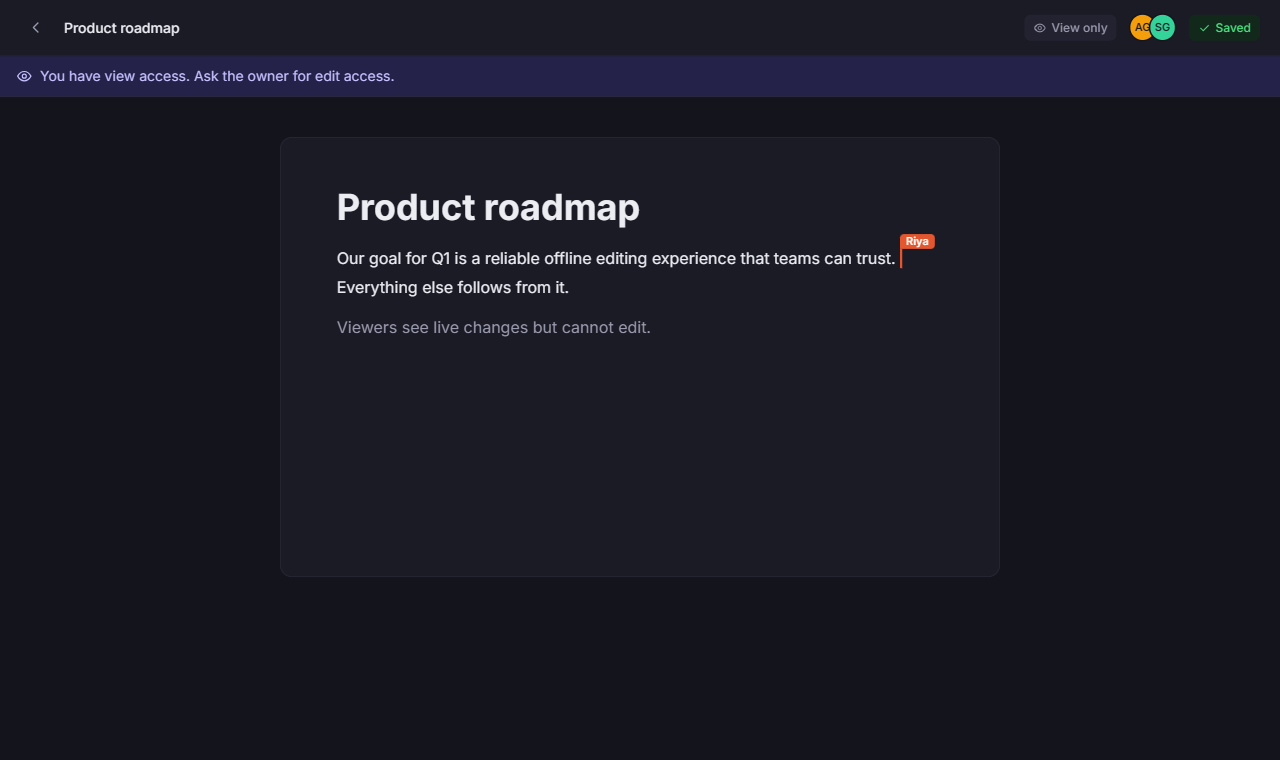 Product roadmap
View only
AG
SG
Saved
You have view access. Ask the owner for edit access.
Product roadmap
Riya
Our goal for Q1 is a reliable offline editing experience that teams can trust.
Everything else follows from it.
Viewers see live changes but cannot edit.